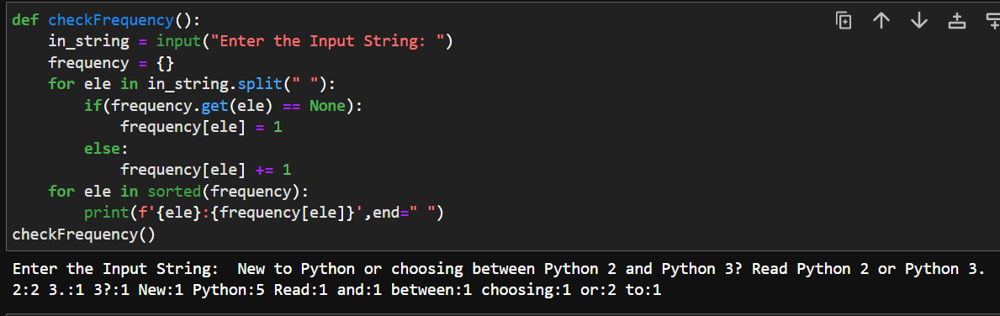 def checkFrequency():
    in_string = input("Enter the Input String: ")
    frequency = {}
    for ele in in_string.split(" "):
        if(frequency.get(ele) == None):
            frequency[ele] = 1
        else:
            frequency[ele] += 1
    for ele in sorted(frequency):
        print(f'{ele}:{frequency[ele]}',end=" ")
checkFrequency()
Enter the Input String:  New to Python or choosing between Python 2 and Python 3? Read Python 2 or Python 3.
2:2 3.:1 3?:1 New:1 Python:5 Read:1 and:1 between:1 choosing:1 or:2 to:1